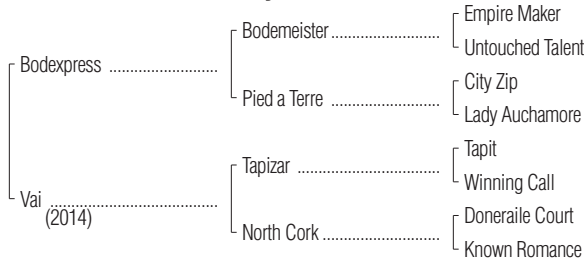 Empire Maker
Bodemeister ....................
Untouched Talent
Bodexpress ....................
City Zip
Pied a Terre ....................
Lady Auchamore
Tapit
Tapizar ....................
Winning Call
Vai ....................
(2014)
Doneraile Court
North Cork ....................
Known Romance